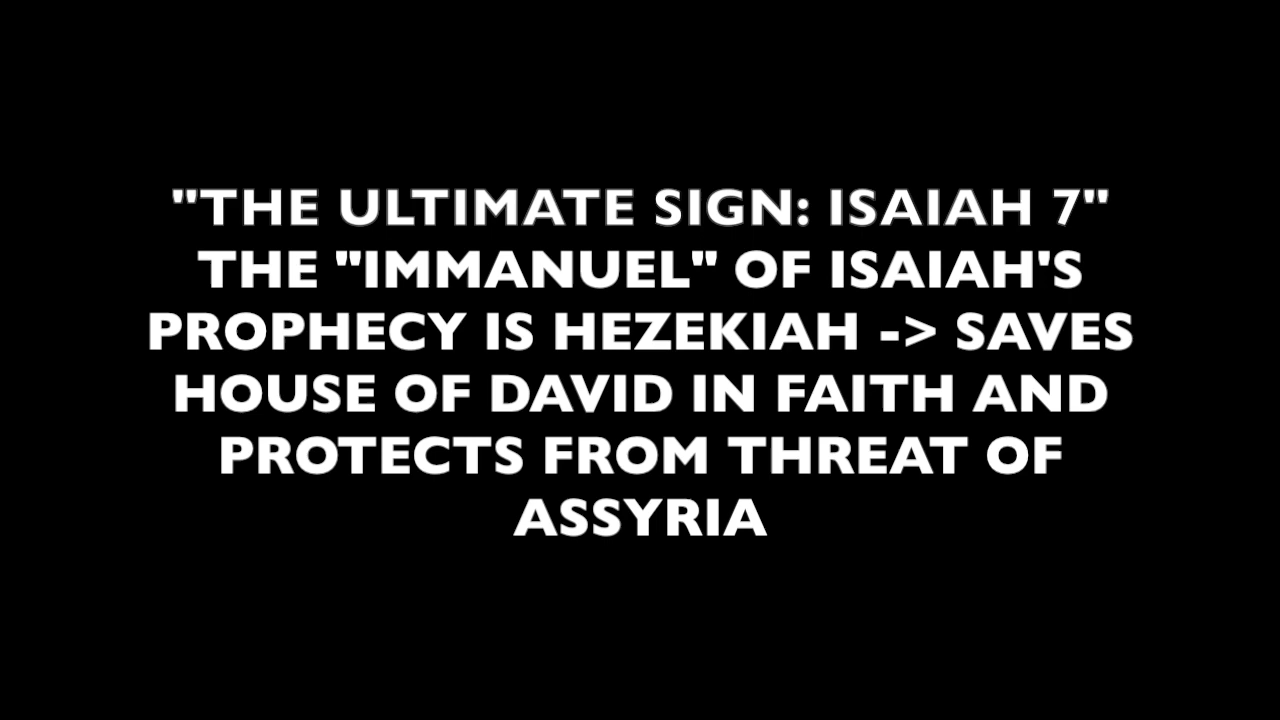 "THE ULTIMATE SIGN: ISAIAH 7"
THE "IMMANUEL" OF ISAIAH'S
PROPHECY IS HEZEKIAH -> SAVES
HOUSE OF DAVID IN FAITH AND
PROTECTS FROM THREAT OF
ASSYRIA